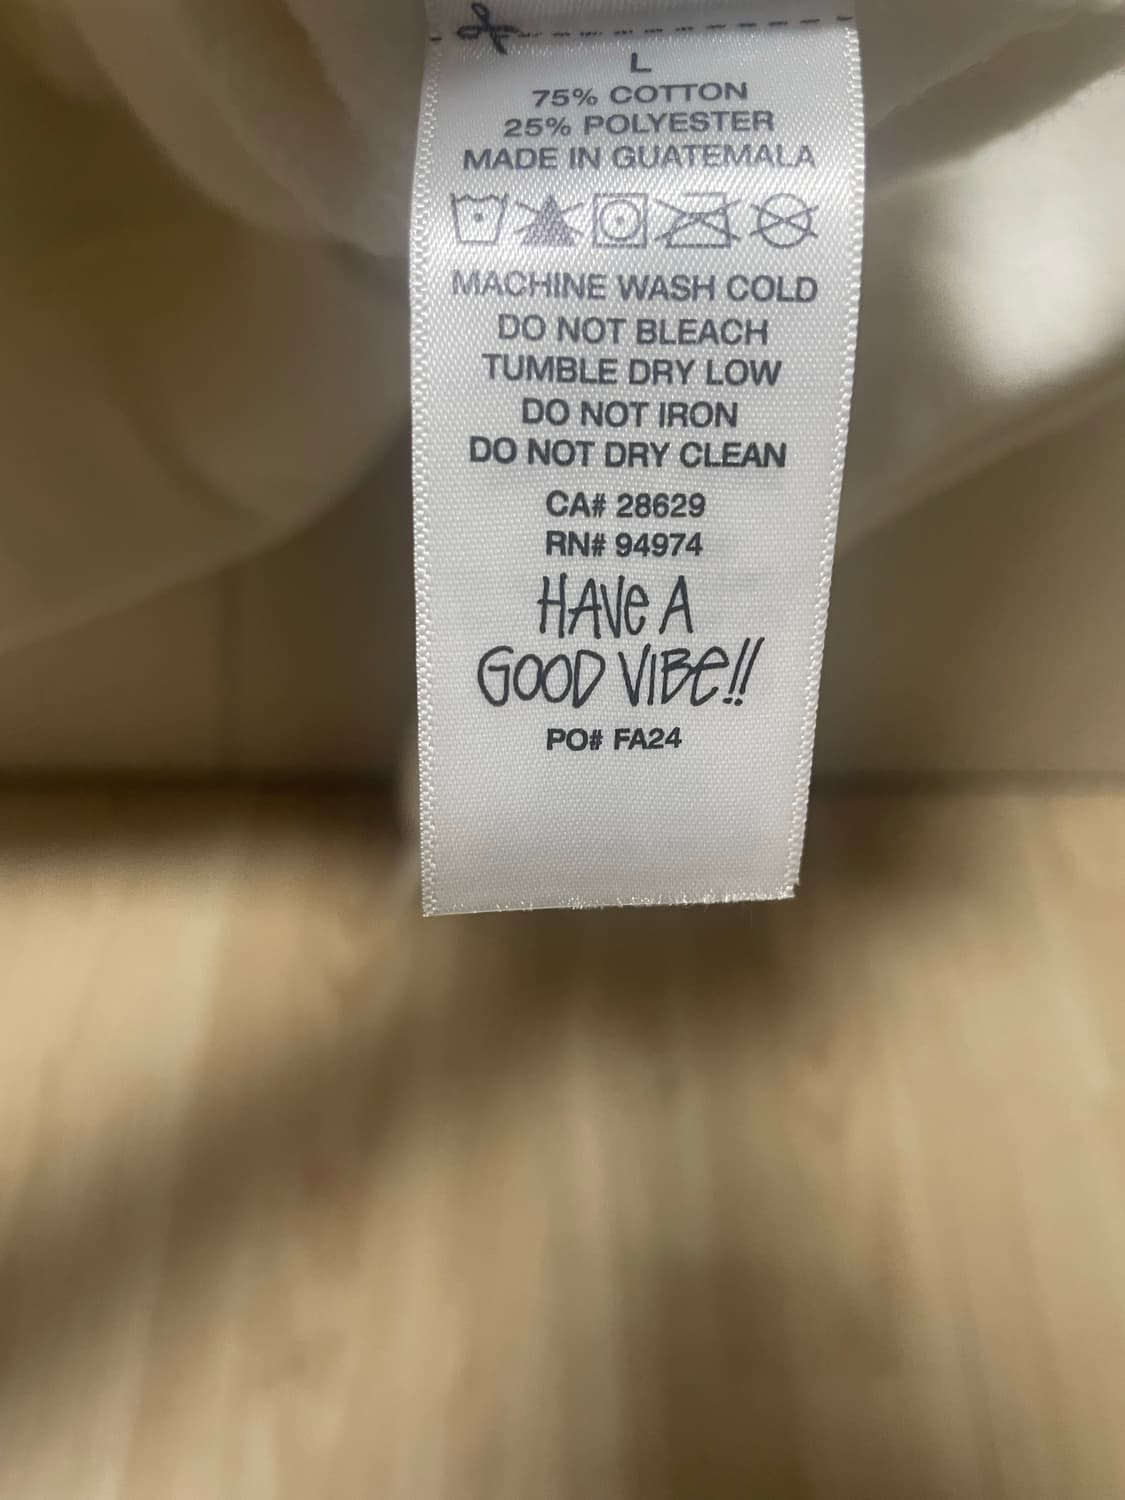 L
75% COTTON
25% POLYESTER
MADE IN GUATEMALA
MACHINE WASH COLD
DO NOT BLEACH
TUMBLE DRY LOW
DO NOT IRON
DO NOT DRY CLEAN
CA# 28629
RN# 94974
HAVe A
GOOD VIBe!!
PO# FA24